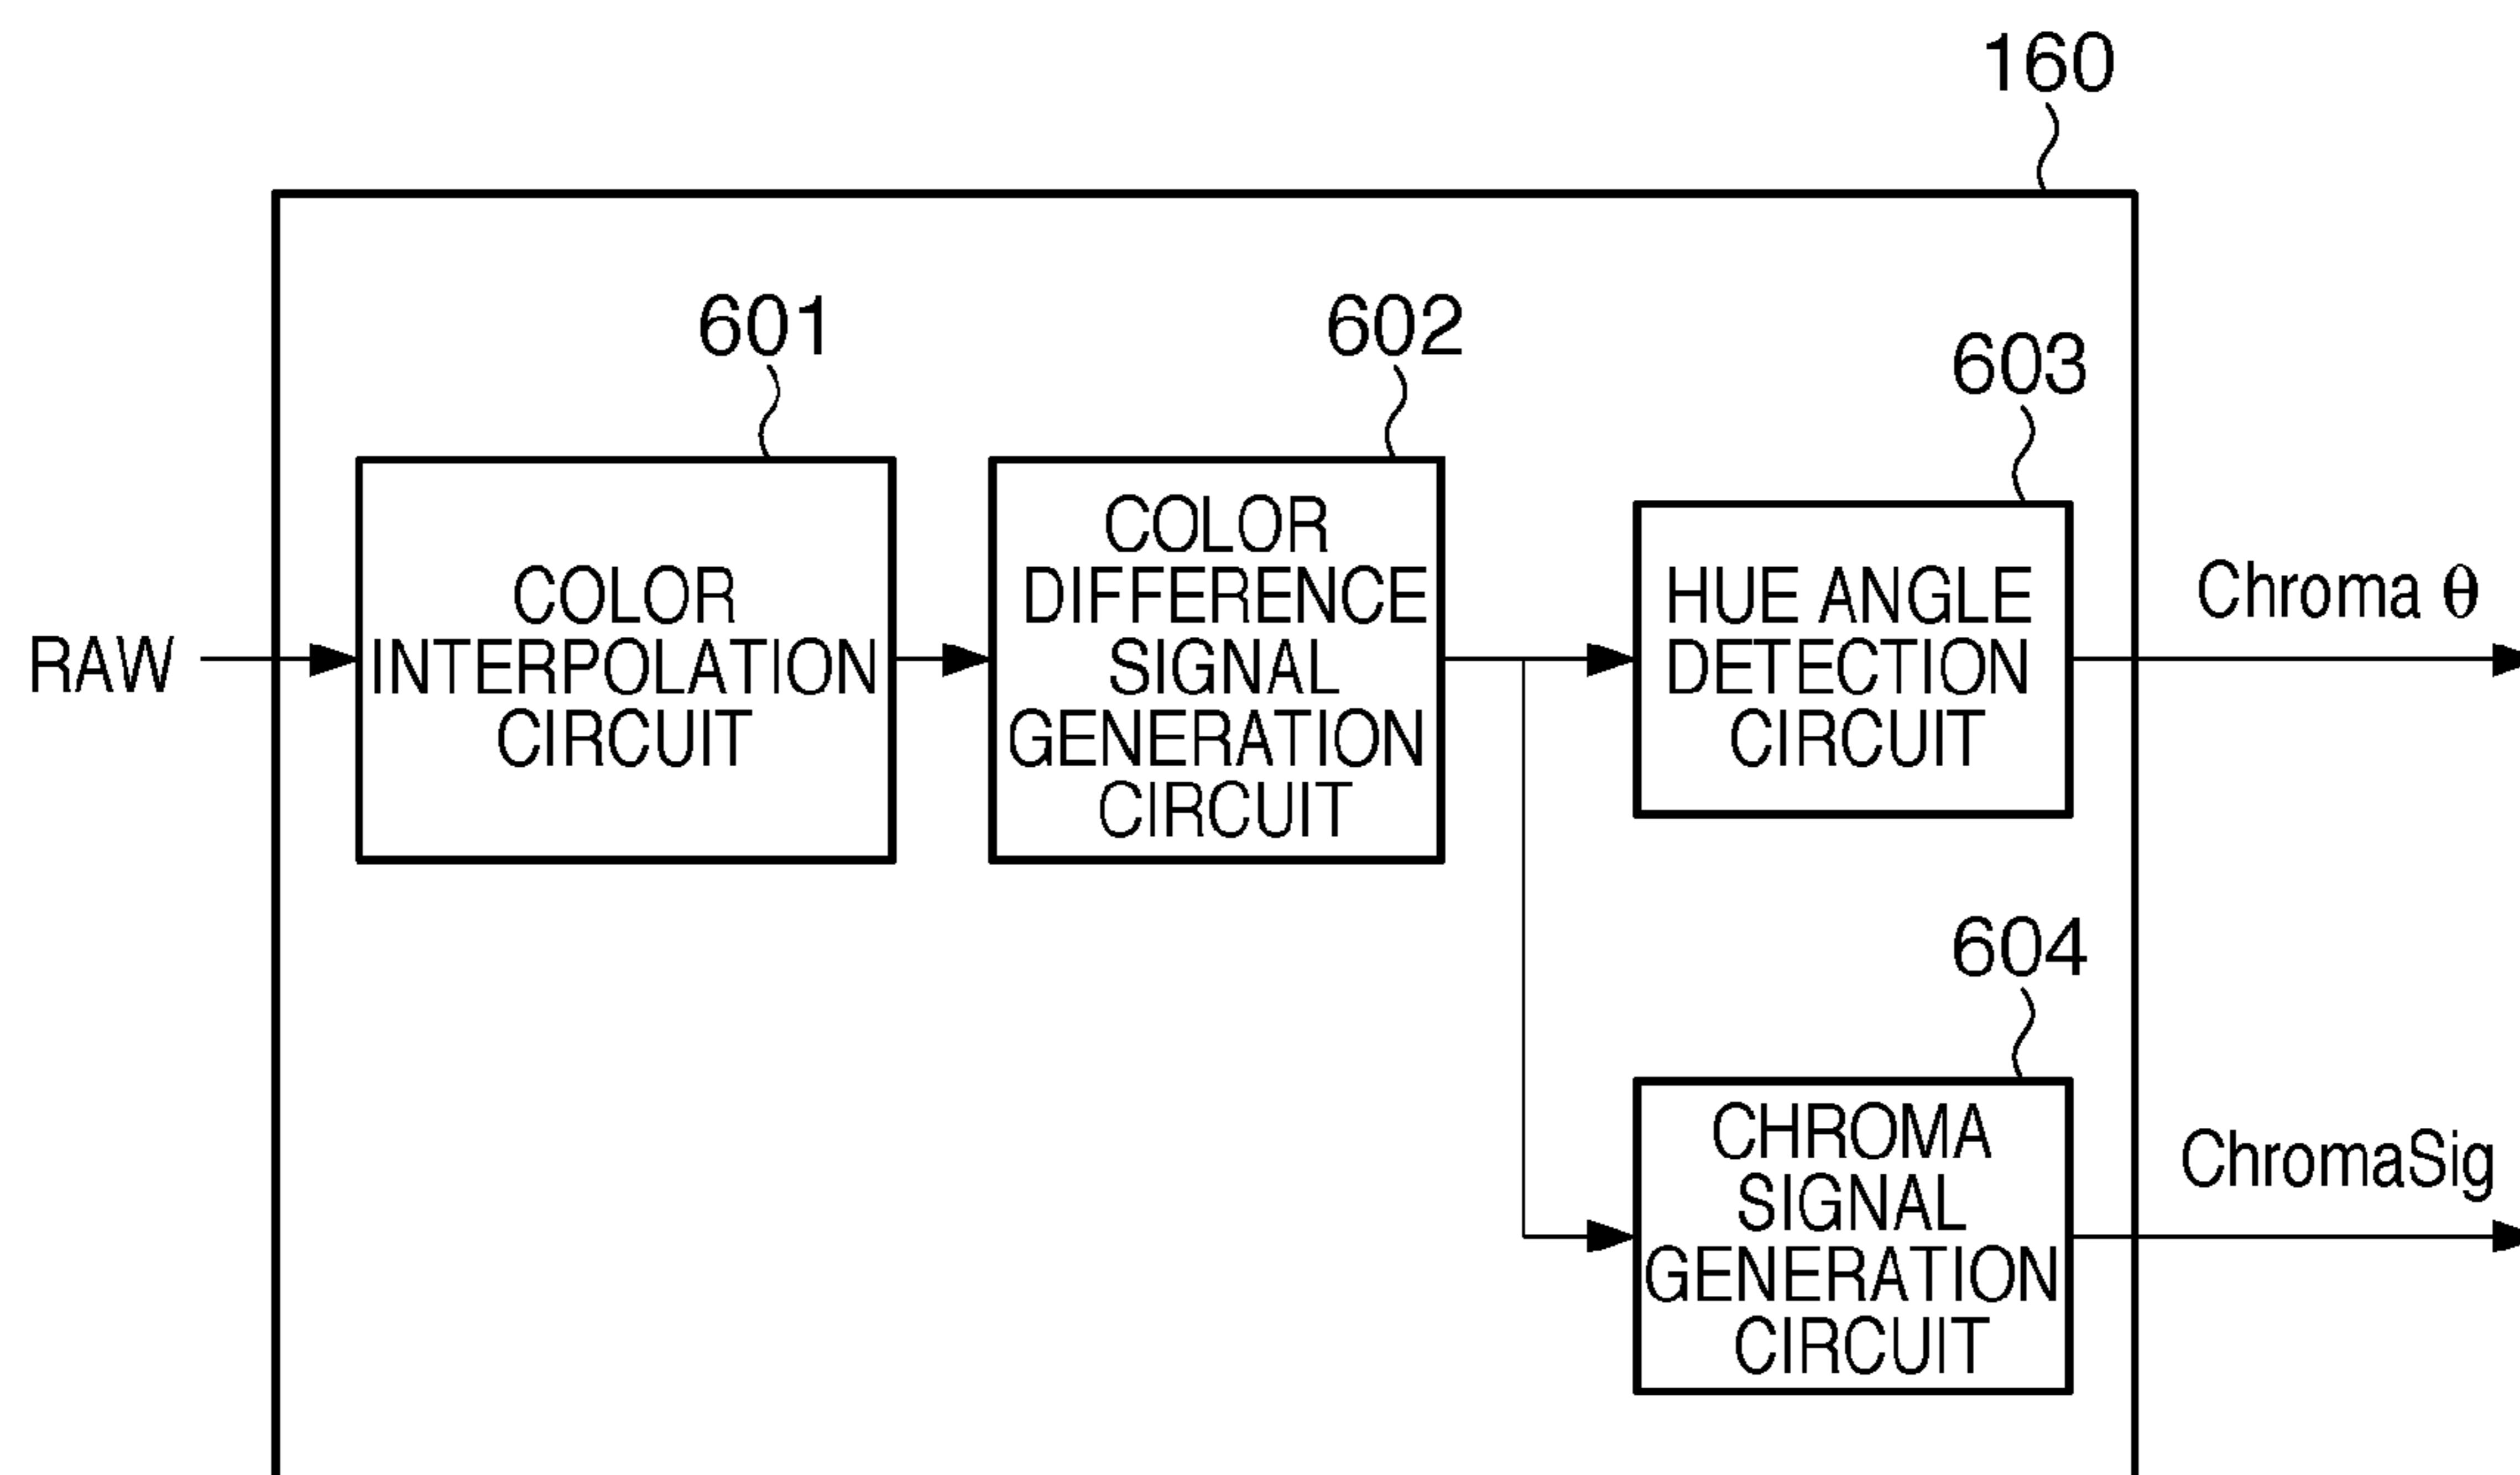 160
601
602
603
COLOR
INTERPOLATION
CIRCUIT
COLOR
DIFFERENCE
SIGNAL
GENERATION
CIRCUIT
HUE ANGLE
DETECTION
CIRCUIT
RAW
Chroma θ
604
CHROMA
SIGNAL
GENERATION
CIRCUIT
ChromaSig